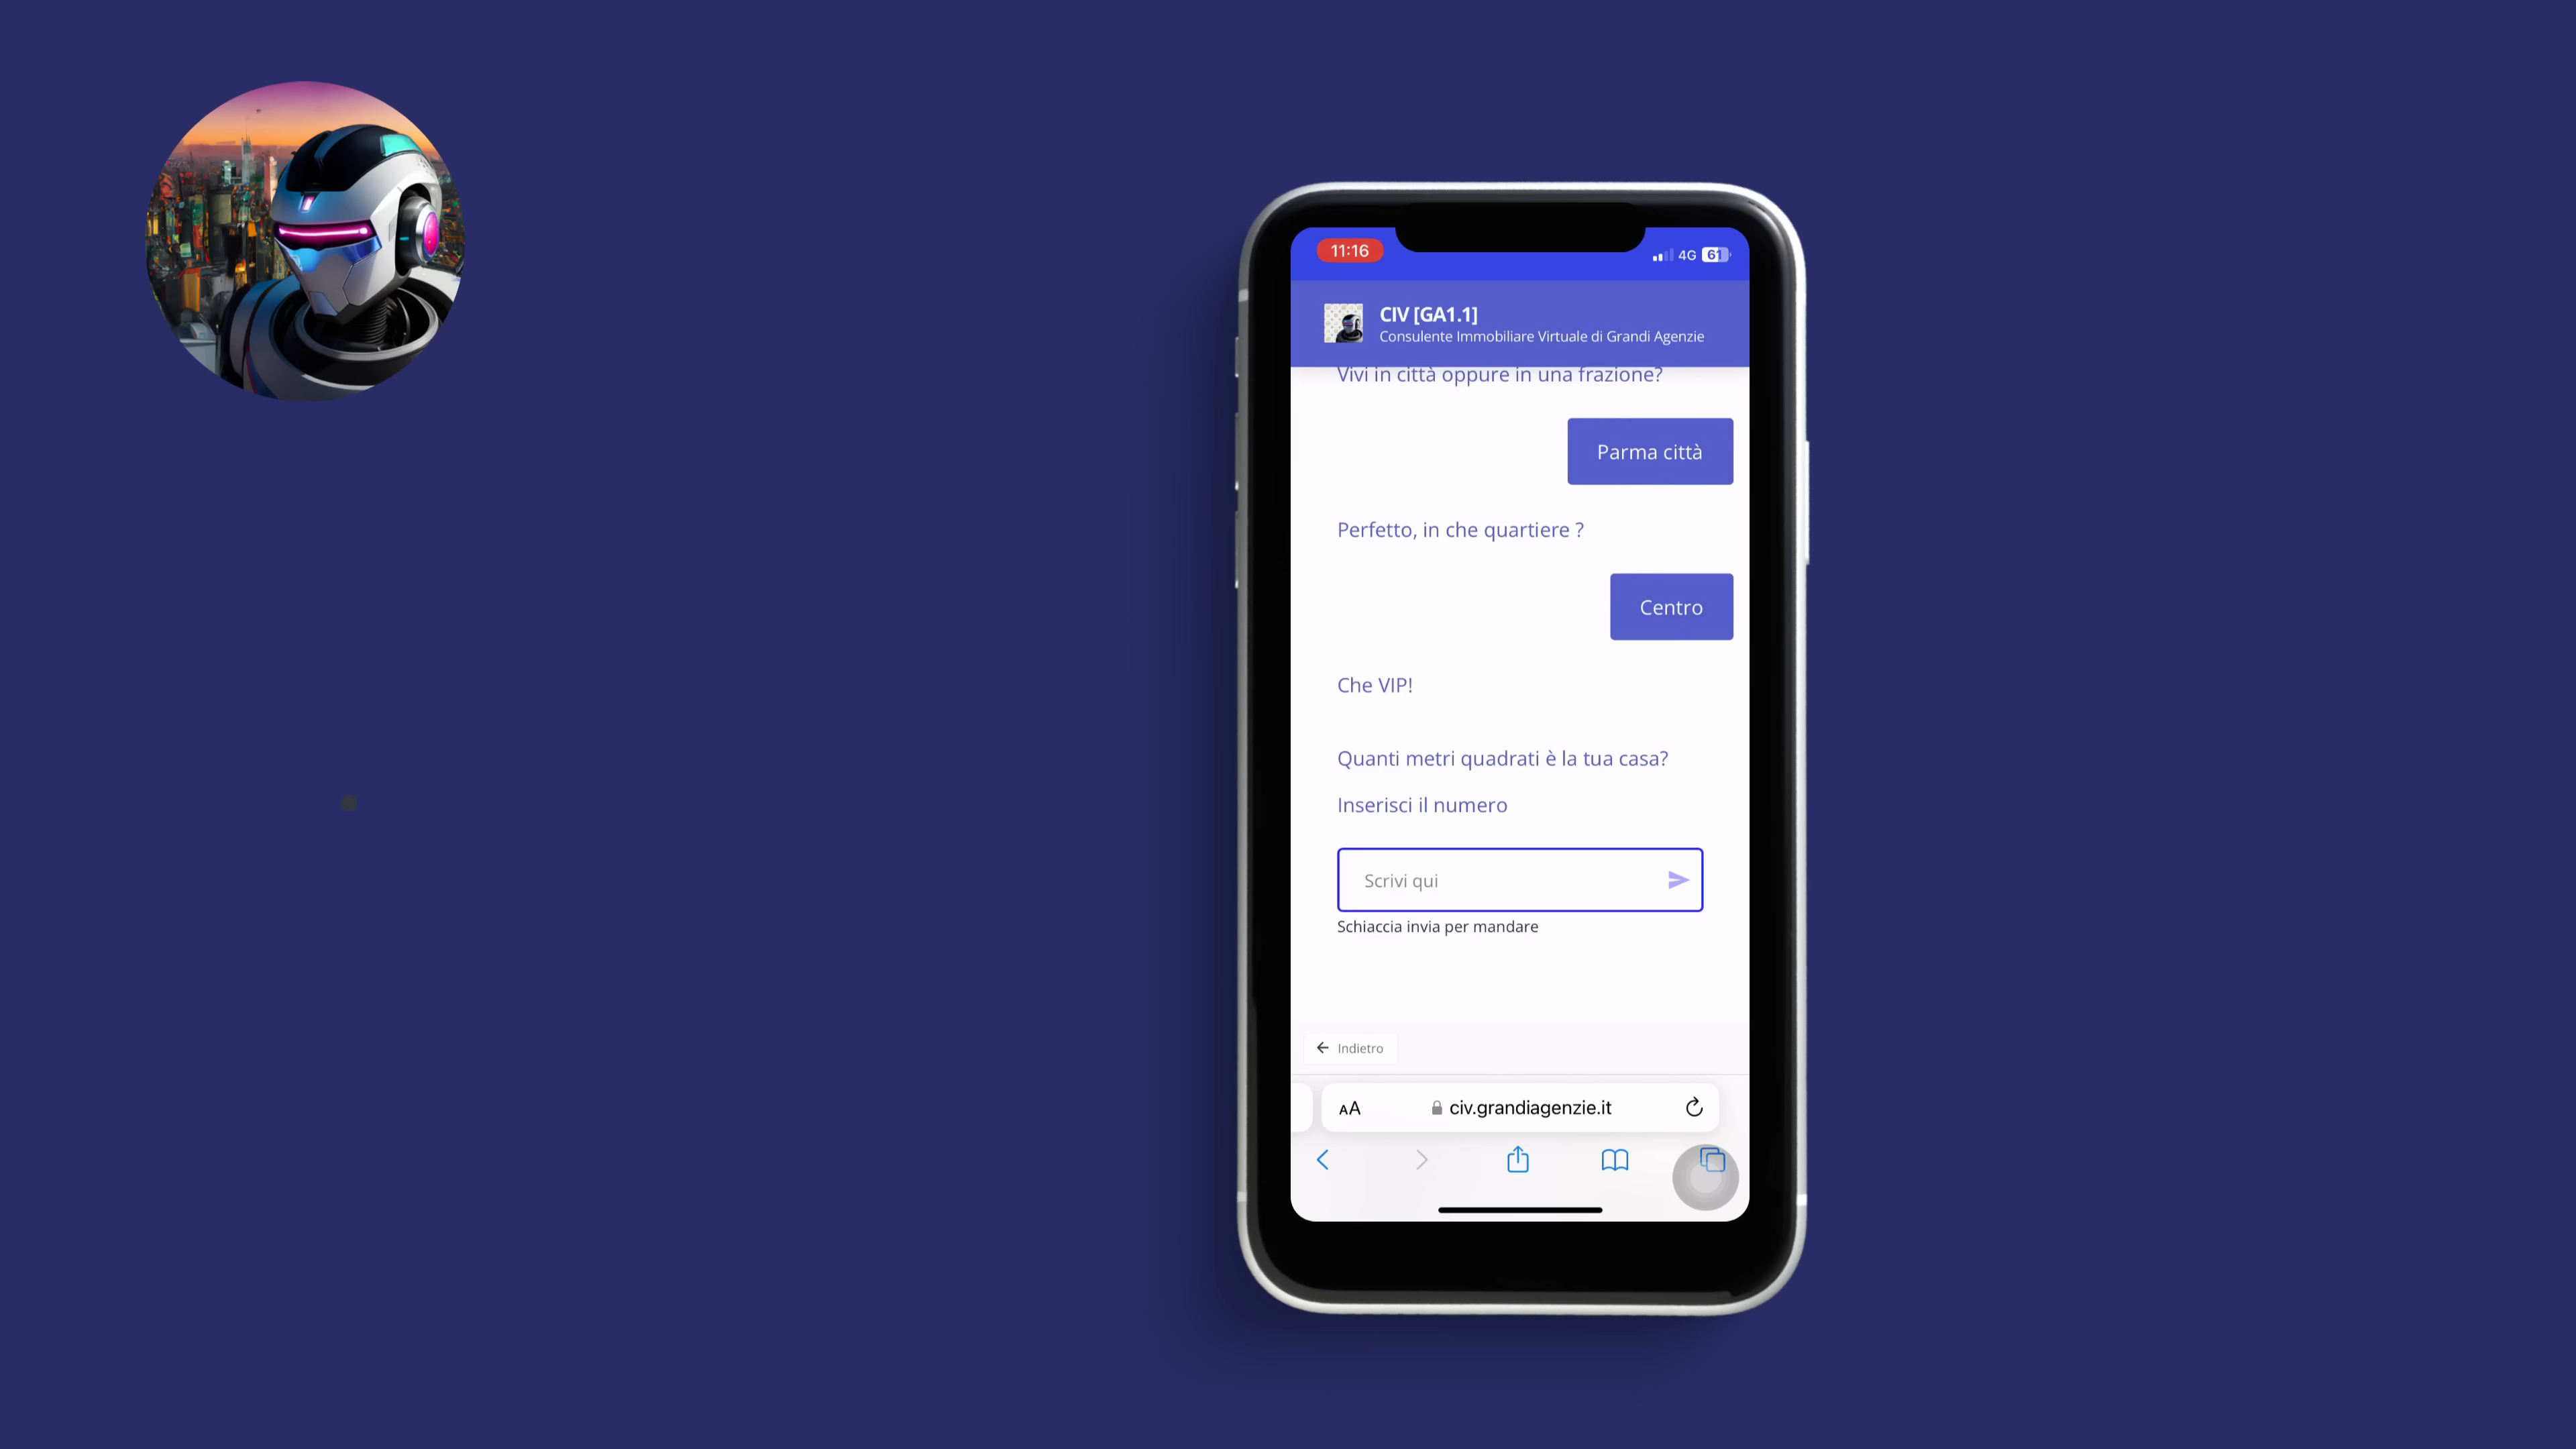 11:16
4G 61
CIV [GA1.1]
Consulente Immobiliare Virtuale di Grandi Agenzie
Vivi in città oppure in una frazione?
Parma città
Perfetto, in che quartiere ?
Centro
Che VIP!
Quanti metri quadrati è la tua casa?
Inserisci il numero
Scrivi qui
Schiaccia invia per mandare
Indietro
AA civ.grandiagenzie.it